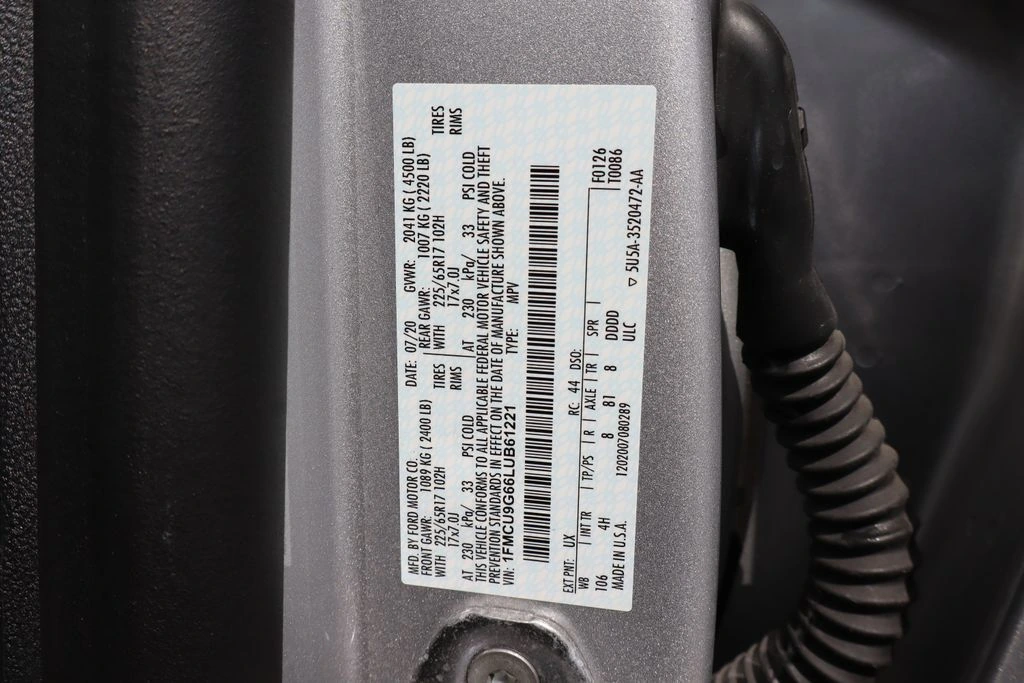 MFD. BY FORD MOTOR CO. DATE: 07/20 GVWR: 2041 KG ( 4500 LB)
FRONT GAWR: 1089 KG ( 2400 LB) REAR GAWR: 1007 KG ( 2220 LB)
WITH 225/65R17 102H TIRES WITH 225/65R17 102H TIRES
17x7.0J RIMS 17x7.0J RIMS
AT 230 kPa/ 33 PSI COLD AT 230 kPa/ 33 PSI COLD
THIS VEHICLE CONFORMS TO ALL APPLICABLE FEDERAL MOTOR VEHICLE SAFETY AND THEFT
PREVENTION STANDARDS IN EFFECT ON THE DATE OF MANUFACTURE SHOWN ABOVE.
VIN: 1FMCU9G66LUB61221 TYPE: MPV
EXT PNT: UX RC: 44 DSO: F0126
WB INT TR TP/PS R AXLE TR SPR T0086
106 4H 8 81 8 DDDD
MADE IN U.S.A. 1202007080289 ULC ▽ 5U5A-3520472-AA